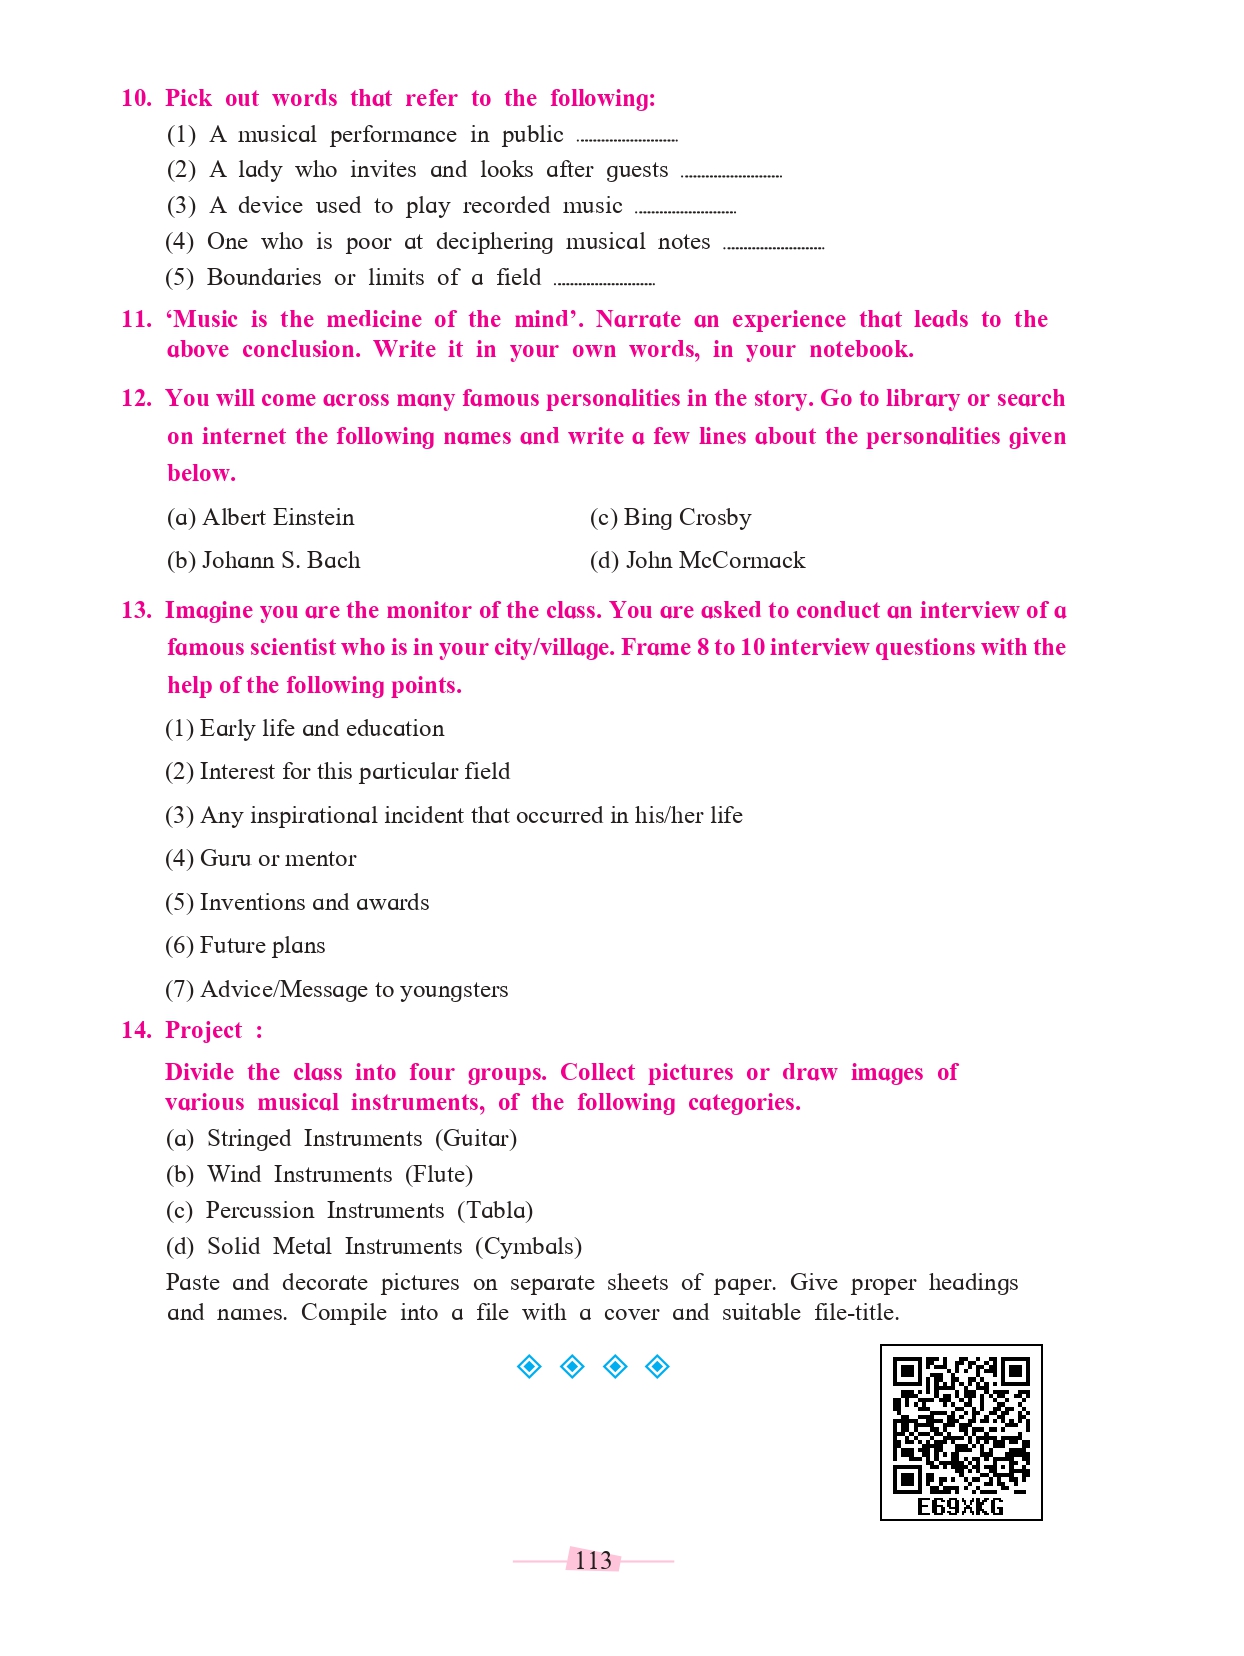 10. Pick out words that refer to the following:
(1) A musical performance in public ..........................
(2) A lady who invites and looks after guests ..........................
(3) A device used to play recorded music ..........................
(4) One who is poor at deciphering musical notes ..........................
(5) Boundaries or limits of a field ..........................
11. ‘Music is the medicine of the mind’. Narrate an experience that leads to the
above conclusion. Write it in your own words, in your notebook.
12. You will come across many famous personalities in the story. Go to library or search
on internet the following names and write a few lines about the personalities given
below.
(a) Albert Einstein (c) Bing Crosby
(b) Johann S. Bach (d) John McCormack
13. Imagine you are the monitor of the class. You are asked to conduct an interview of a
famous scientist who is in your city/village. Frame 8 to 10 interview questions with the
help of the following points.
(1) Early life and education
(2) Interest for this particular field
(3) Any inspirational incident that occurred in his/her life
(4) Guru or mentor
(5) Inventions and awards
(6) Future plans
(7) Advice/Message to youngsters
14. Project :
Divide the class into four groups. Collect pictures or draw images of
various musical instruments, of the following categories.
(a) Stringed Instruments (Guitar)
(b) Wind Instruments (Flute)
(c) Percussion Instruments (Tabla)
(d) Solid Metal Instruments (Cymbals)
Paste and decorate pictures on separate sheets of paper. Give proper headings
and names. Compile into a file with a cover and suitable file-title.
E69XKG
113